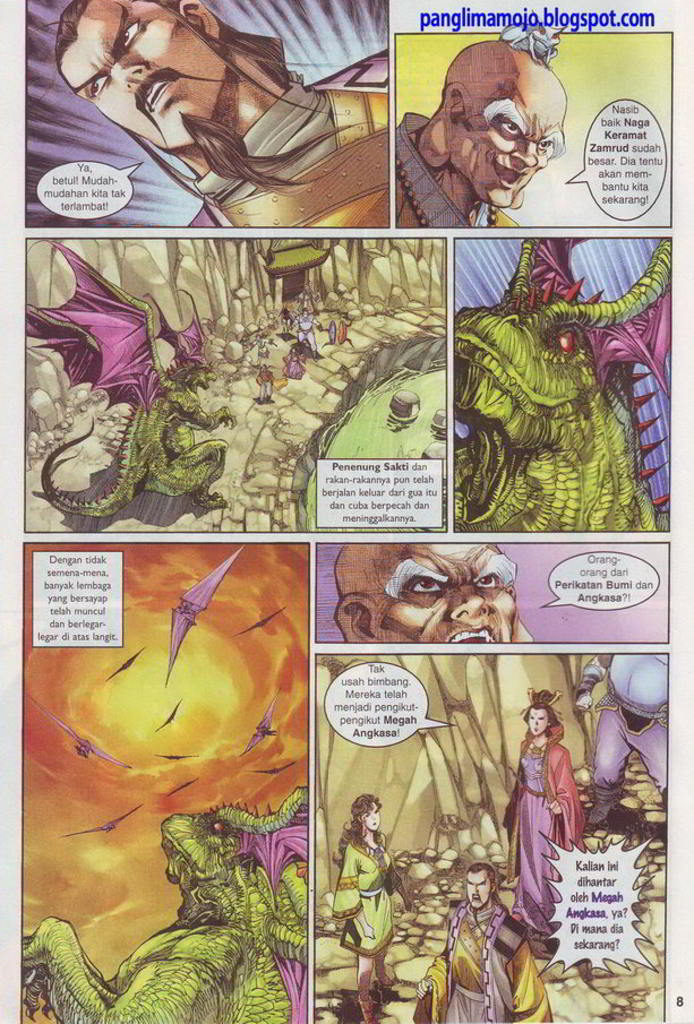 panglimamojo.blogspot.com
Ya,
betul! Mudah-
mudahan kita tak
terlambat!
Nasib
baik Naga
Keramat
Zamrud sudah
besar. Dia tentu
akan mem-
bantu kita
sekarang!
Penenung Sakti dan
rakan-rakannya pun telah
berjalan keluar dari gua itu
dan cuba berpecah dan
meninggalkannya.
Dengan tidak
semena-mena,
banyak lembaga
yang bersayap
telah muncul
dan berlegar-
legar di atas langit.
Orang-
orang dari
Perikatan Bumi dan
Angkasa?!
Tak
usah bimbang.
Mereka telah
menjadi pengikut-
pengikut Megah
Angkasa!
Kalian ini
dihantar
oleh Megah
Angkasa, ya?
Di mana dia
sekarang?
8